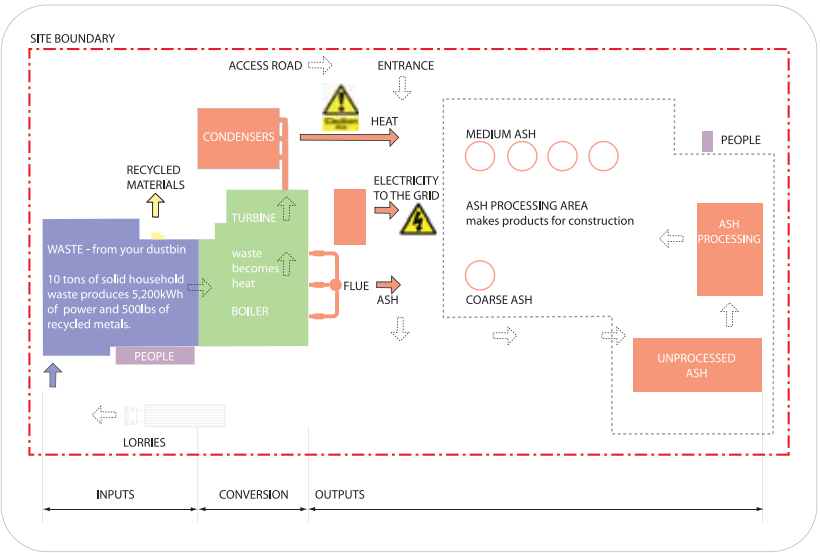 SITE BOUNDARY
ACCESS ROAD
ENTRANCE
Caution
HEAT
CONDENSERS
MEDIUM ASH
PEOPLE
RECYCLED
MATERIALS
ELECTRICITY
TO THE GRID
TURBINE
ASH PROCESSING AREA
makes products for construction
ASH
PROCESSING
WASTE - from your dustbin
10 tons of solid household
waste produces 5,200kWh
of power and 500lbs of
recycled metals.
waste
becomes
heat
BOILER
FLUE
ASH
COARSE ASH
PEOPLE
UNPROCESSED
ASH
LORRIES
INPUTS
CONVERSION
OUTPUTS